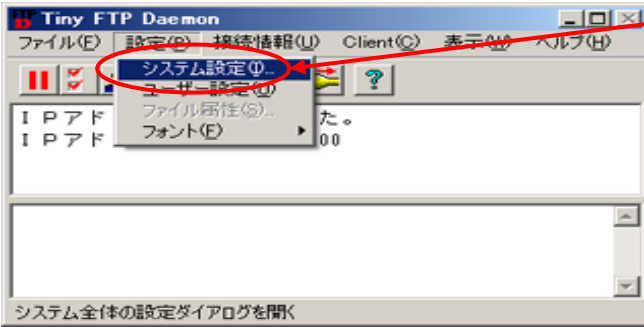 Tiny FTP Daemon
ファイル(F) 設定(P) 接続情報(U) Client(C) 表示(W) ヘルプ(H)
システム設定(I)...
ユーザー設定(U)
ファイル属性(S)...
フォント(F)
ＩＰアド た。
ＩＰアド 00
システム全体の設定ダイアログを開く